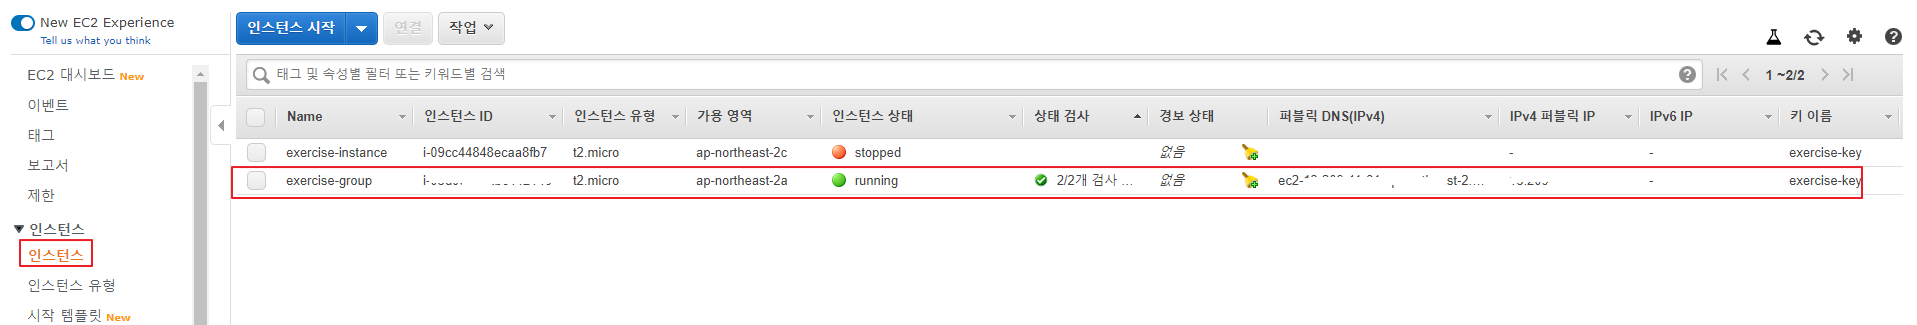 New EC2 Experience
Tell us what you think
EC2 대시보드 New
이벤트
태그
보고서
제한
인스턴스
인스턴스
인스턴스 유형
시작 템플릿 New
인스턴스 시작 연결 작업
태그 및 속성별 필터 또는 키워드별 검색 1 ~2/2
Name 인스턴스 ID 인스턴스 유형 가용 영역 인스턴스 상태 상태 검사 경보 상태 퍼블릭 DNS(IPv4) IPv4 퍼블릭 IP IPv6 IP 키 이름
exercise-instance i-09cc44848ecaa8fb7 t2.micro ap-northeast-2c stopped 없음 - - exercise-key
exercise-group t2.micro ap-northeast-2a running 2/2개 검사 ... 없음 - exercise-key